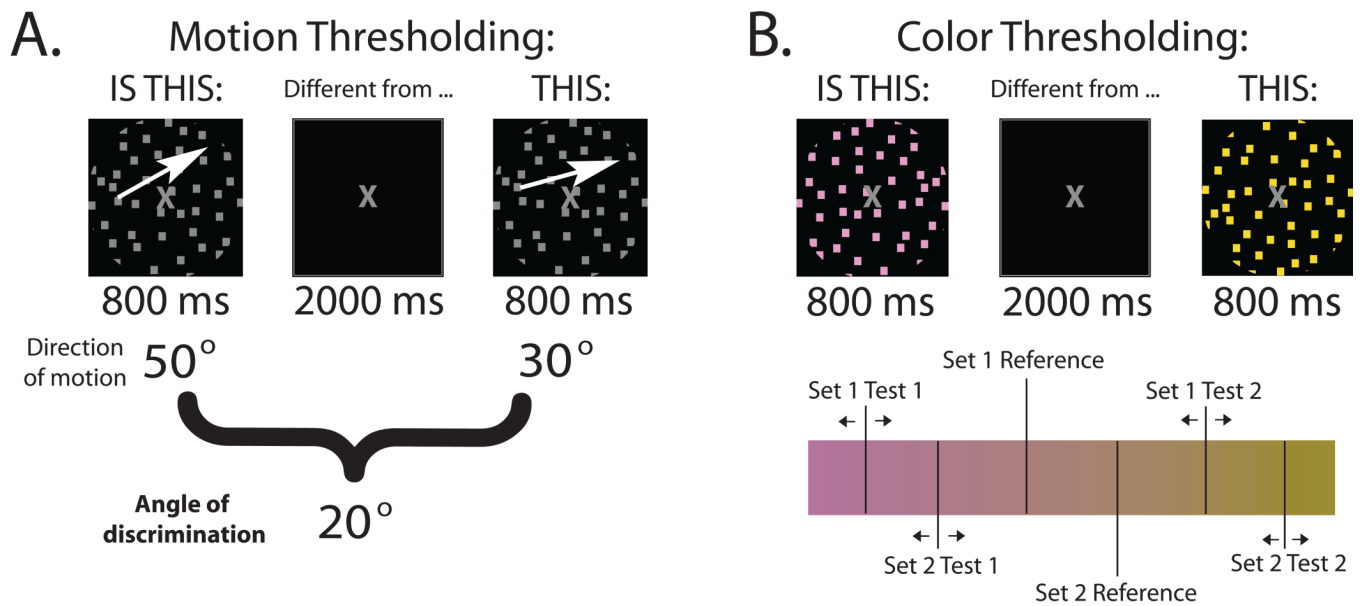 A.
Motion Thresholding:
IS THIS:
Different from ...
THIS:
X
X
X
800 ms
2000 ms
800 ms
Direction
of motion
50°
30°
Angle of
discrimination
20°
B.
Color Thresholding:
IS THIS:
Different from ...
THIS:
X
X
X
800 ms
2000 ms
800 ms
Set 1 Reference
Set 1 Test 1
Set 1 Test 2
Set 2 Test 1
Set 2 Test 2
Set 2 Reference